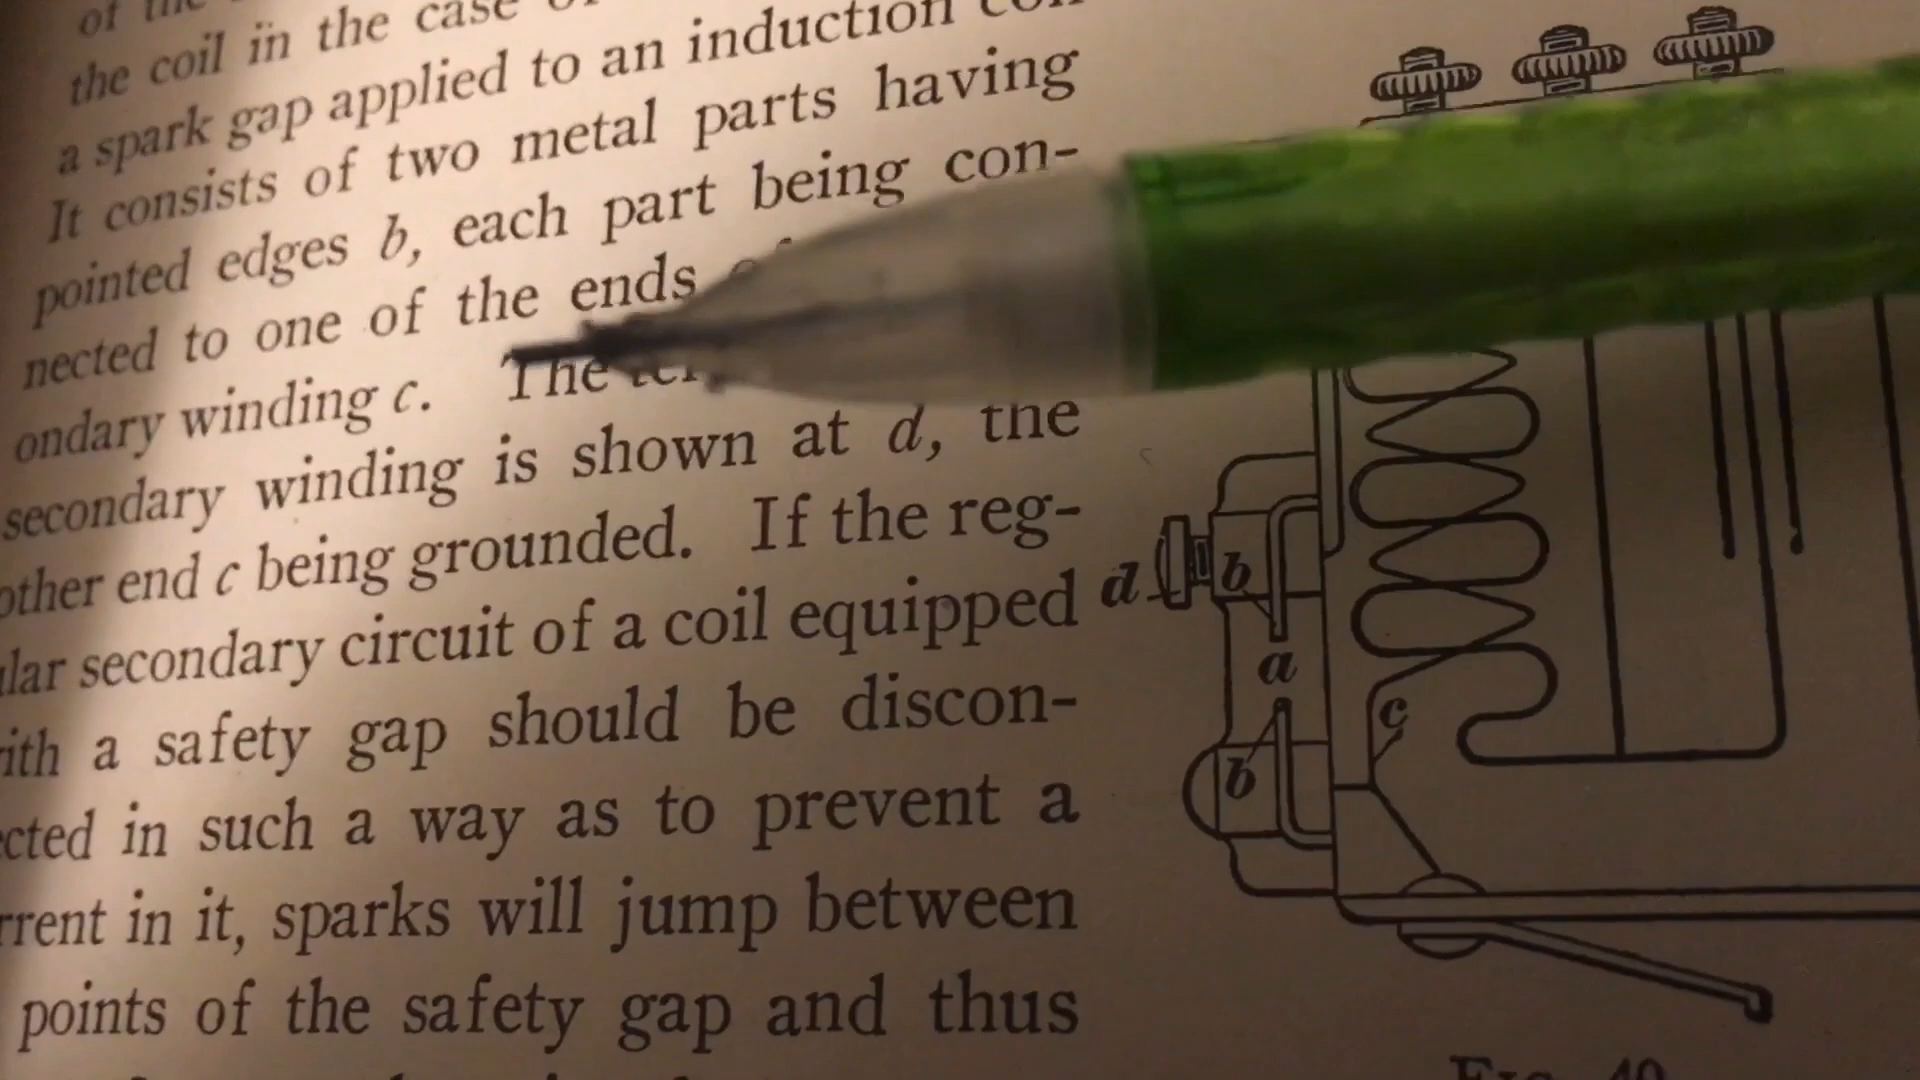 the coil in the case
a spark gap applied to an induction
It consists of two metal parts having
pointed edges b, each part being con-
nected to one of the ends
ondary winding c. The
secondary winding is shown at d, the
other end c being grounded. If the reg-
ular secondary circuit of a coil equipped
with a safety gap should be discon-
ected in such a way as to prevent a
rrent in it, sparks will jump between
points of the safety gap and thus
d
b
a
c
b